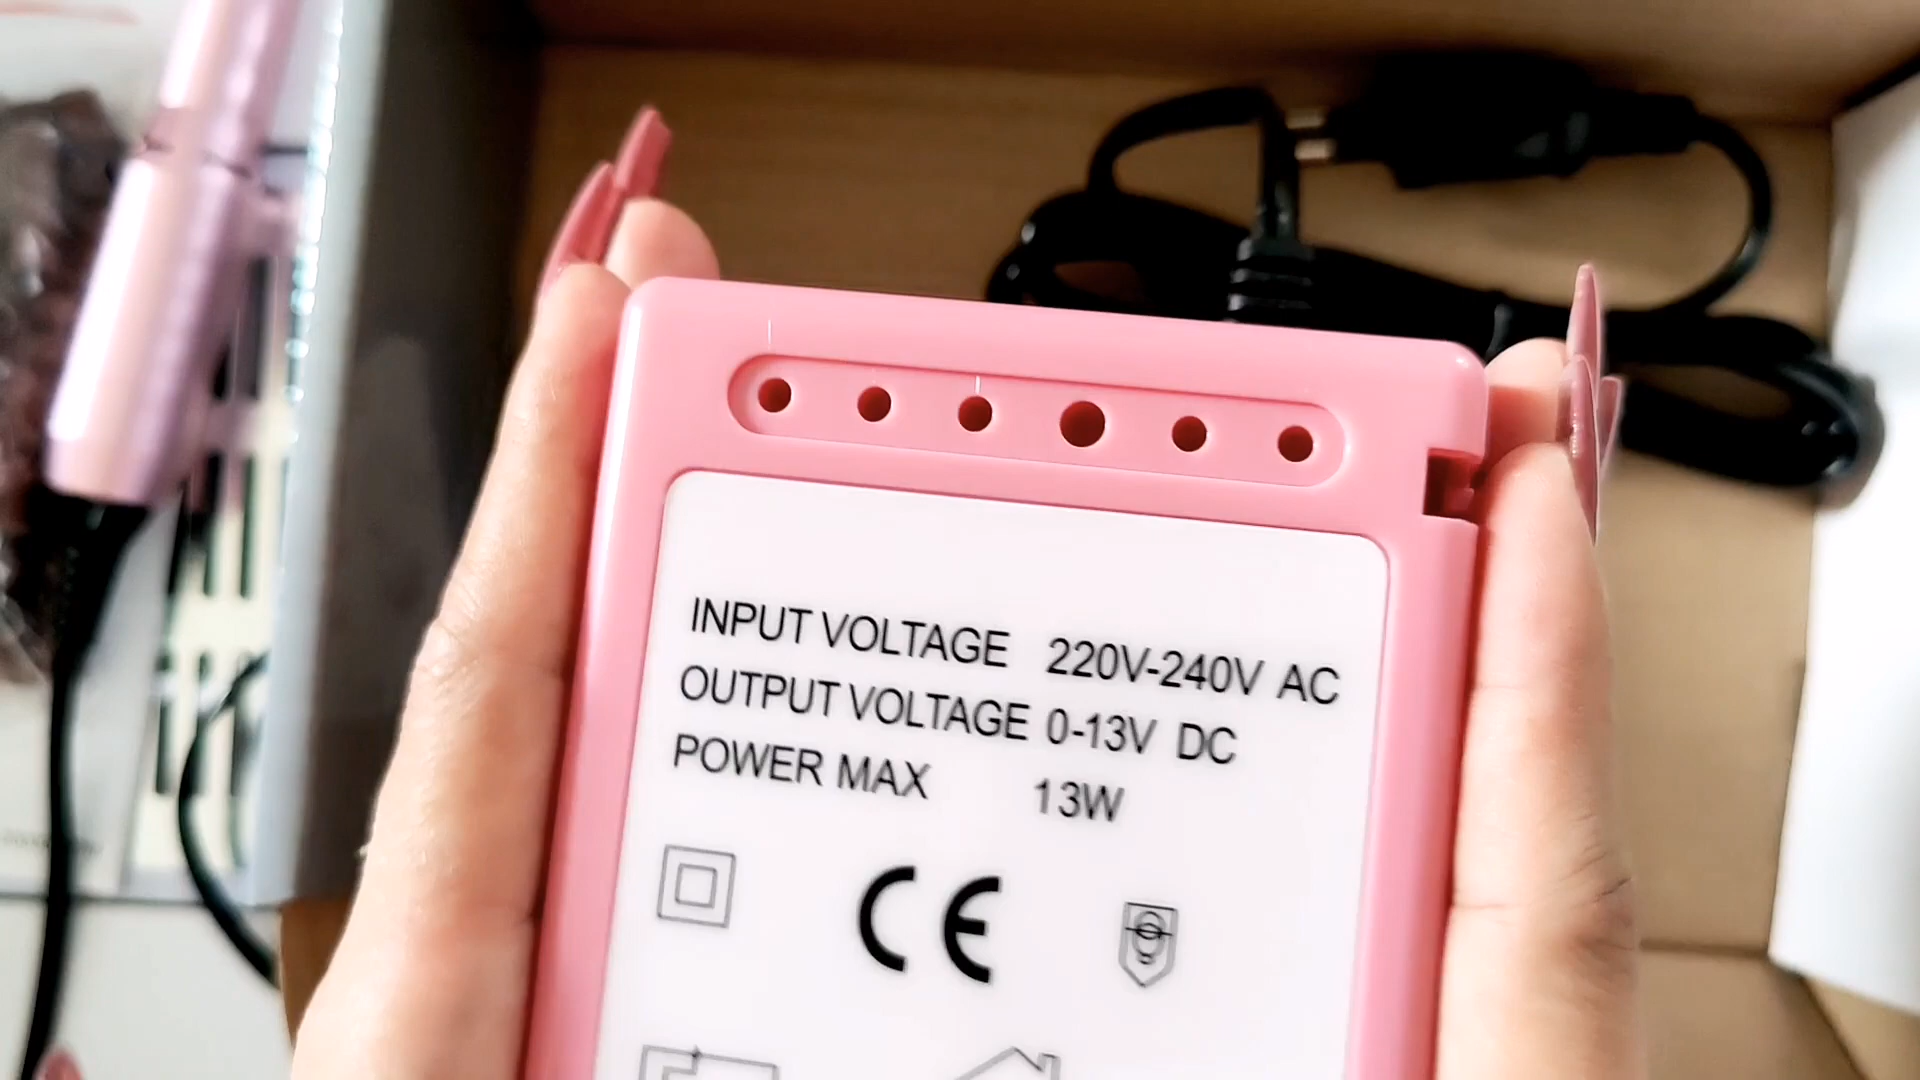 INPUT VOLTAGE 220V-240V AC
OUTPUT VOLTAGE 0-13V DC
POWER MAX 13W
CE